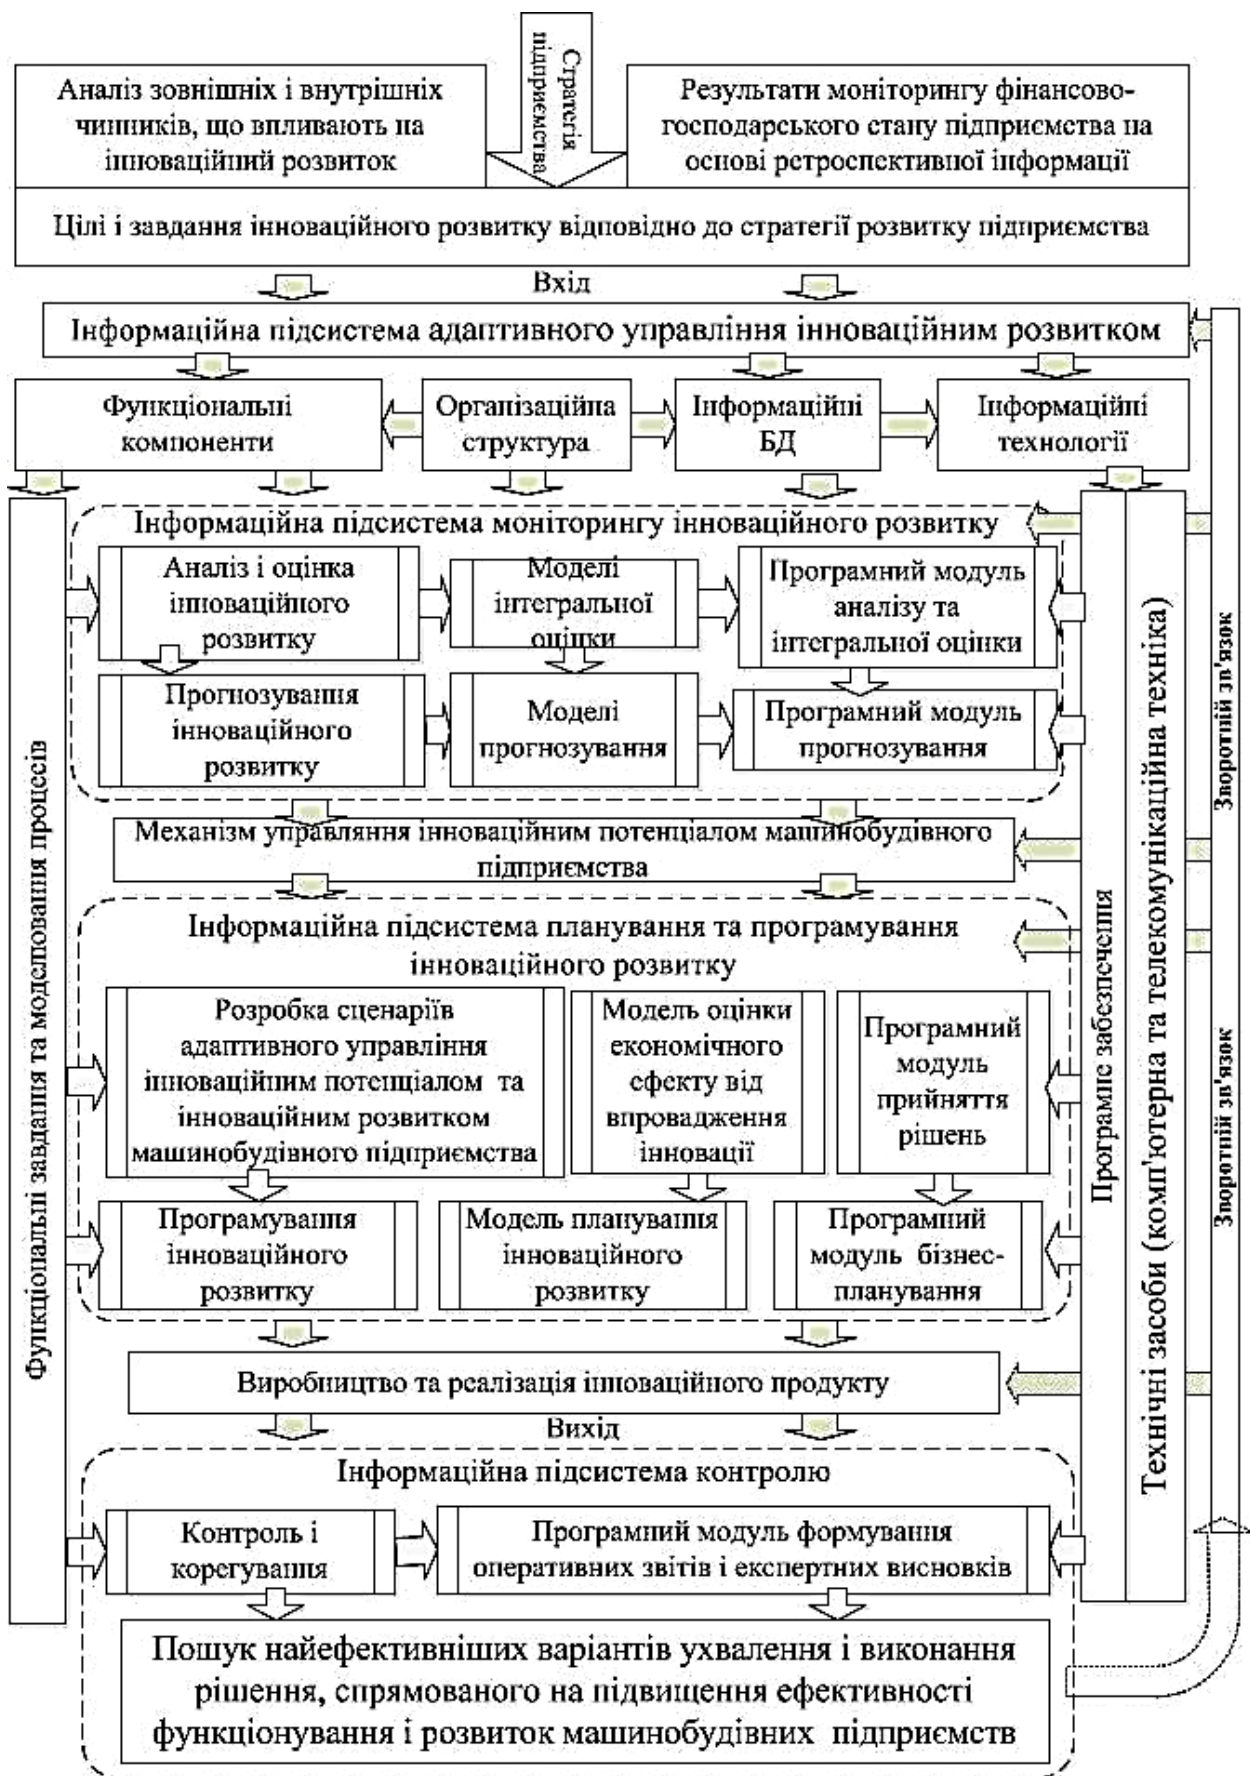 Стратегія
підприємства
Аналіз зовнішніх і внутрішніх
чинників, що впливають на
інноваційний розвиток
Результати моніторингу фінансово-
господарського стану підприємства на
основі ретроспективної інформації
Цілі і завдання інноваційного розвитку відповідно до стратегії розвитку підприємства
Вхід
Інформаційна підсистема адаптивного управління інноваційним розвитком
Функціональні
компоненти
Організаційна
структура
Інформаційні
БД
Інформаційні
технології
Інформаційна підсистема моніторингу інноваційного розвитку
Аналіз і оцінка
інноваційного
розвитку
Моделі
інтегральної
оцінки
Програмний модуль
аналізу та
інтегральної оцінки
Прогнозування
інноваційного
розвитку
Моделі
прогнозування
Програмний модуль
прогнозування
Механізм управляння інноваційним потенціалом машинобудівного
підприємства
Інформаційна підсистема планування та програмування
інноваційного розвитку
Розробка сценаріїв
адаптивного управління
інноваційним потенціалом та
інноваційним розвитком
машинобудівного підприємства
Модель оцінки
економічного
ефекту від
впровадження
інновації
Програмний
модуль
прийняття
рішень
Програмування
інноваційного
розвитку
Модель планування
інноваційного
розвитку
Програмний
модуль бізнес-
планування
Виробництво та реалізація інноваційного продукту
Вихід
Інформаційна підсистема контролю
Контроль і
корегування
Програмний модуль формування
оперативних звітів і експертних висновків
Пошук найефективніших варіантів ухвалення і виконання
рішення, спрямованого на підвищення ефективності
функціонування і розвиток машинобудівних підприємств
Функціональні завдання та моделювання процесів
Програмне забезпечення
Технічні засоби (комп'ютерна та телекомунікаційна техніка)
Зворотній зв'язок
Зворотній зв'язок